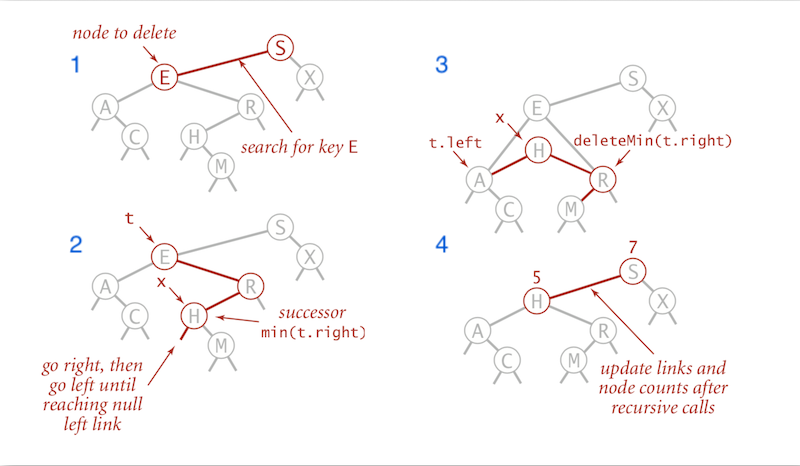 1
node to delete
S
E
X
A
R
C
H
M
search for key E
2
t
S
E
X
A
R
x
C
H
M
successor
min(t.right)
go right, then
go left until
reaching null
left link
3
S
E
X
x
t.left
H
deleteMin(t.right)
A
R
C
M
4
7
5
S
H
X
A
R
C
M
update links and
node counts after
recursive calls